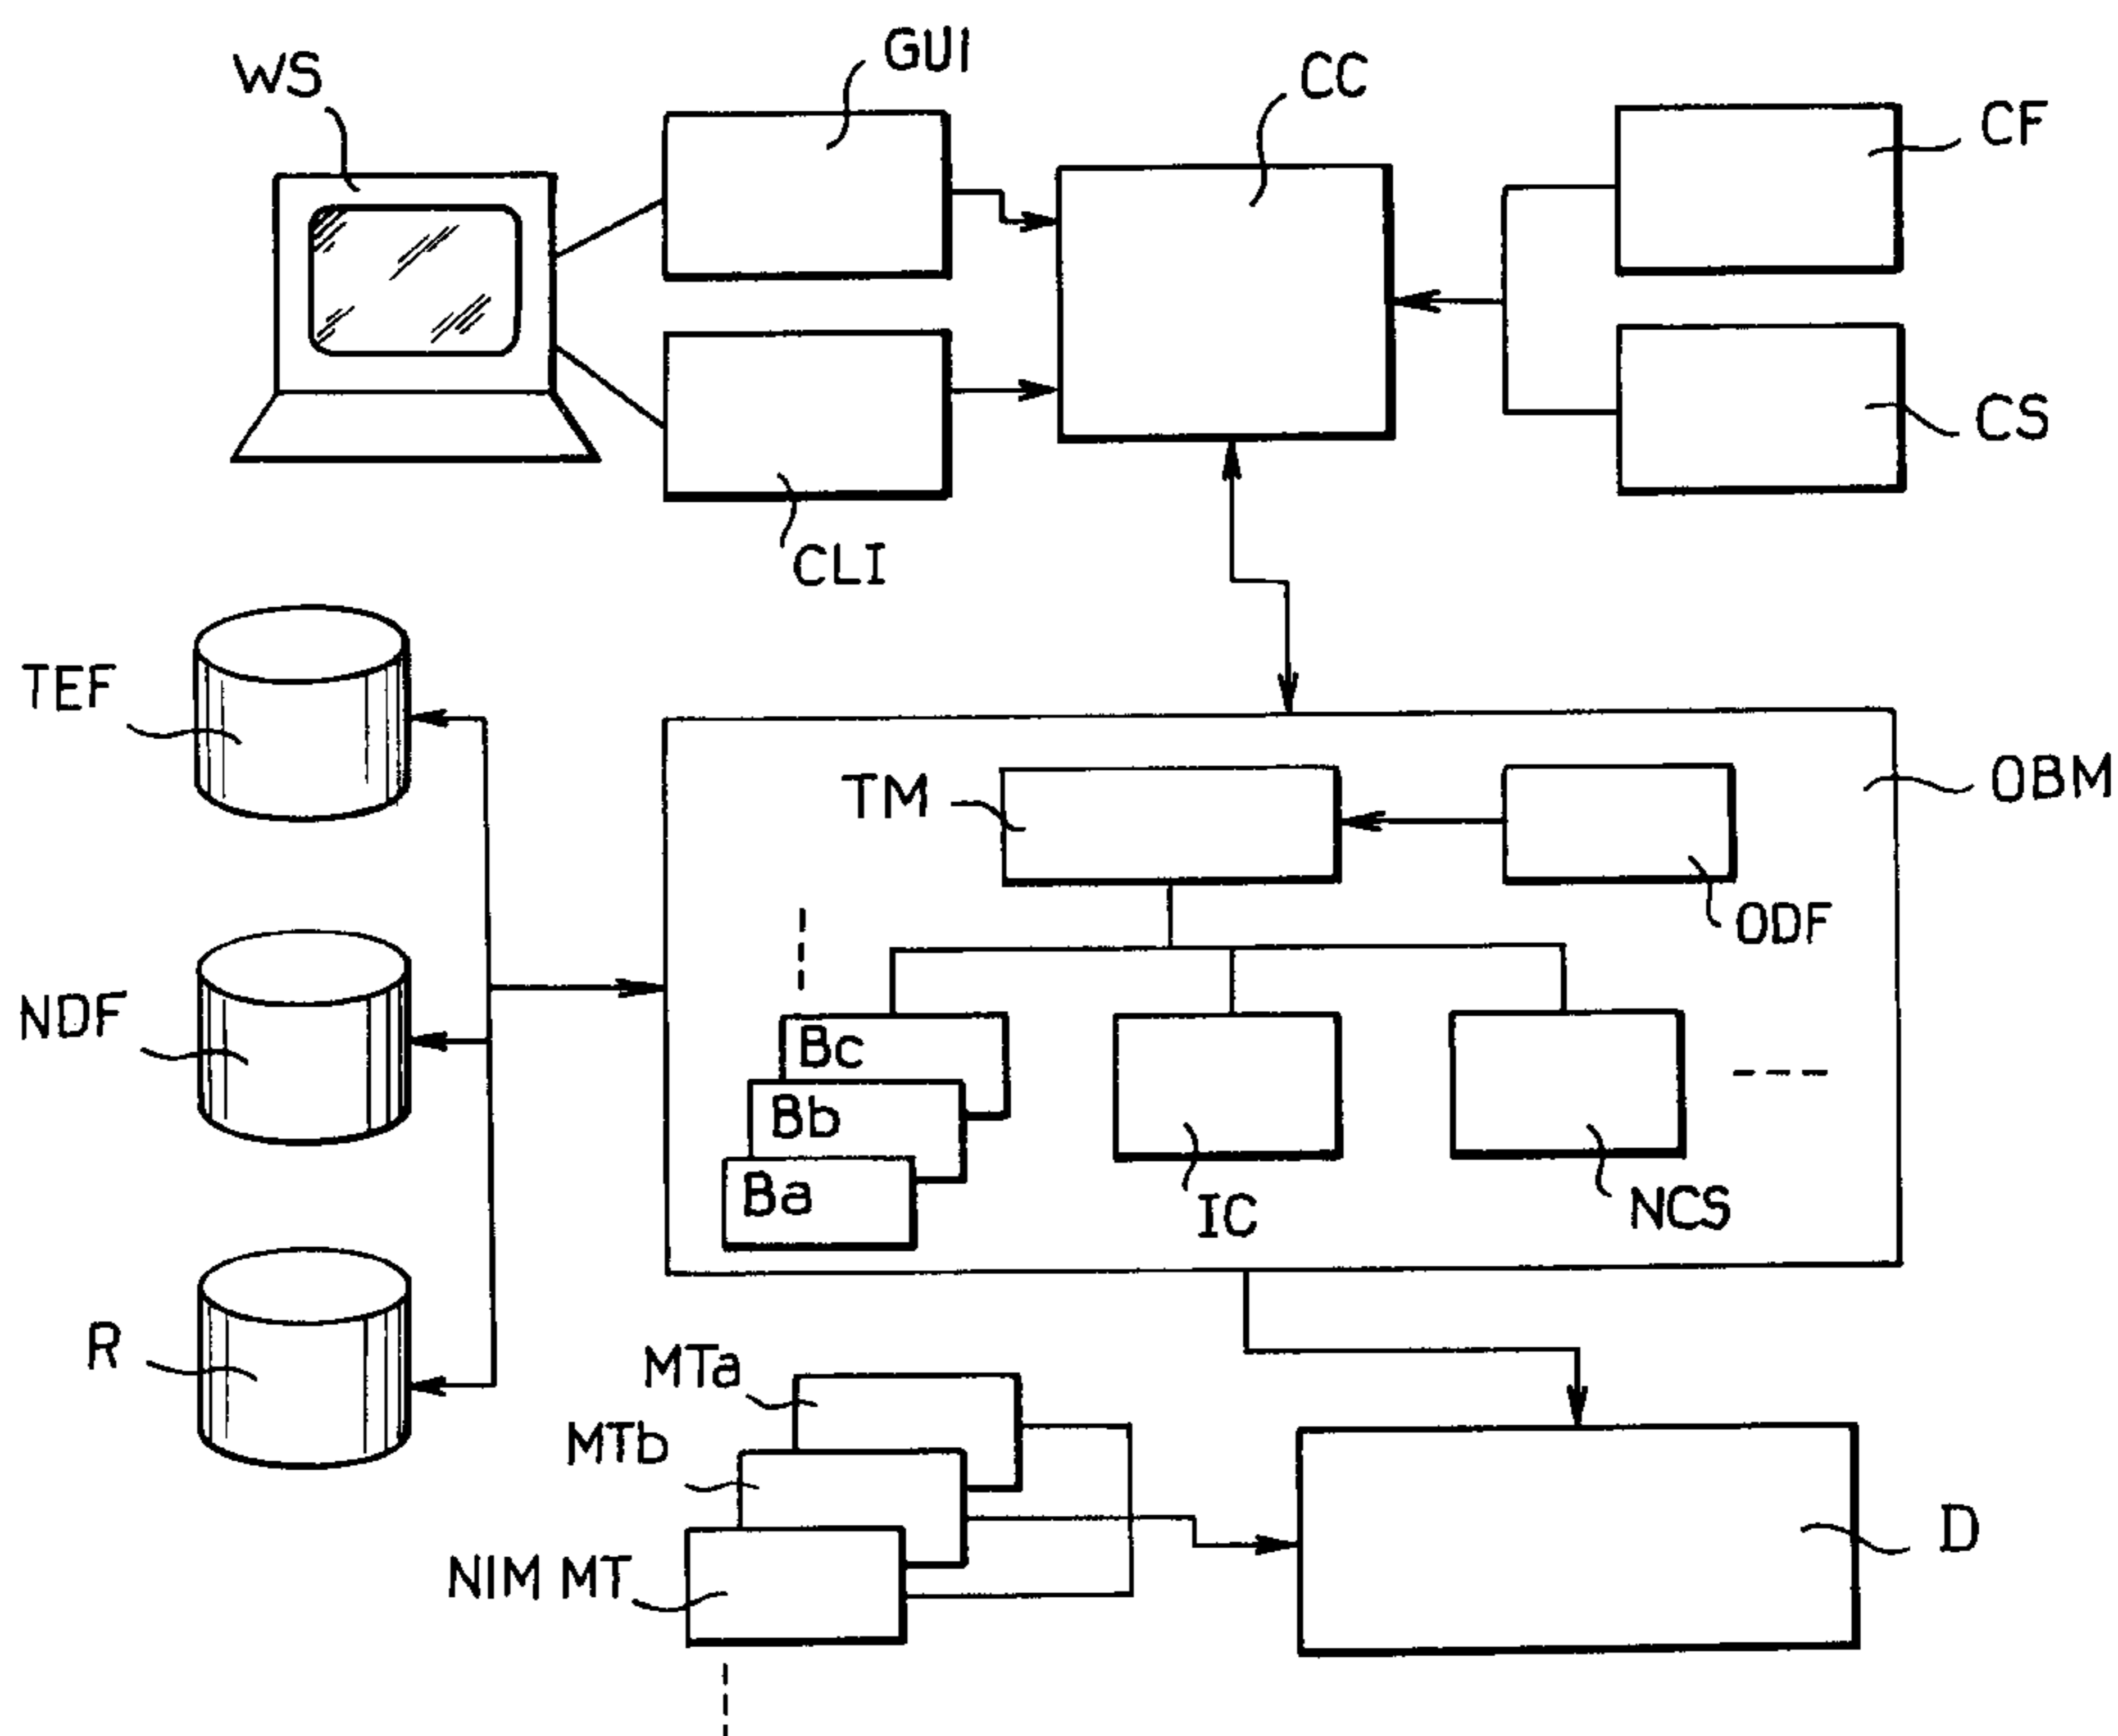 WS
GUI
CC
CF
CS
CLI
TEF
NDF
R
TM
OBM
ODF
Bc
Bb
Ba
IC
NCS
MTa
MTb
NIM MT
D